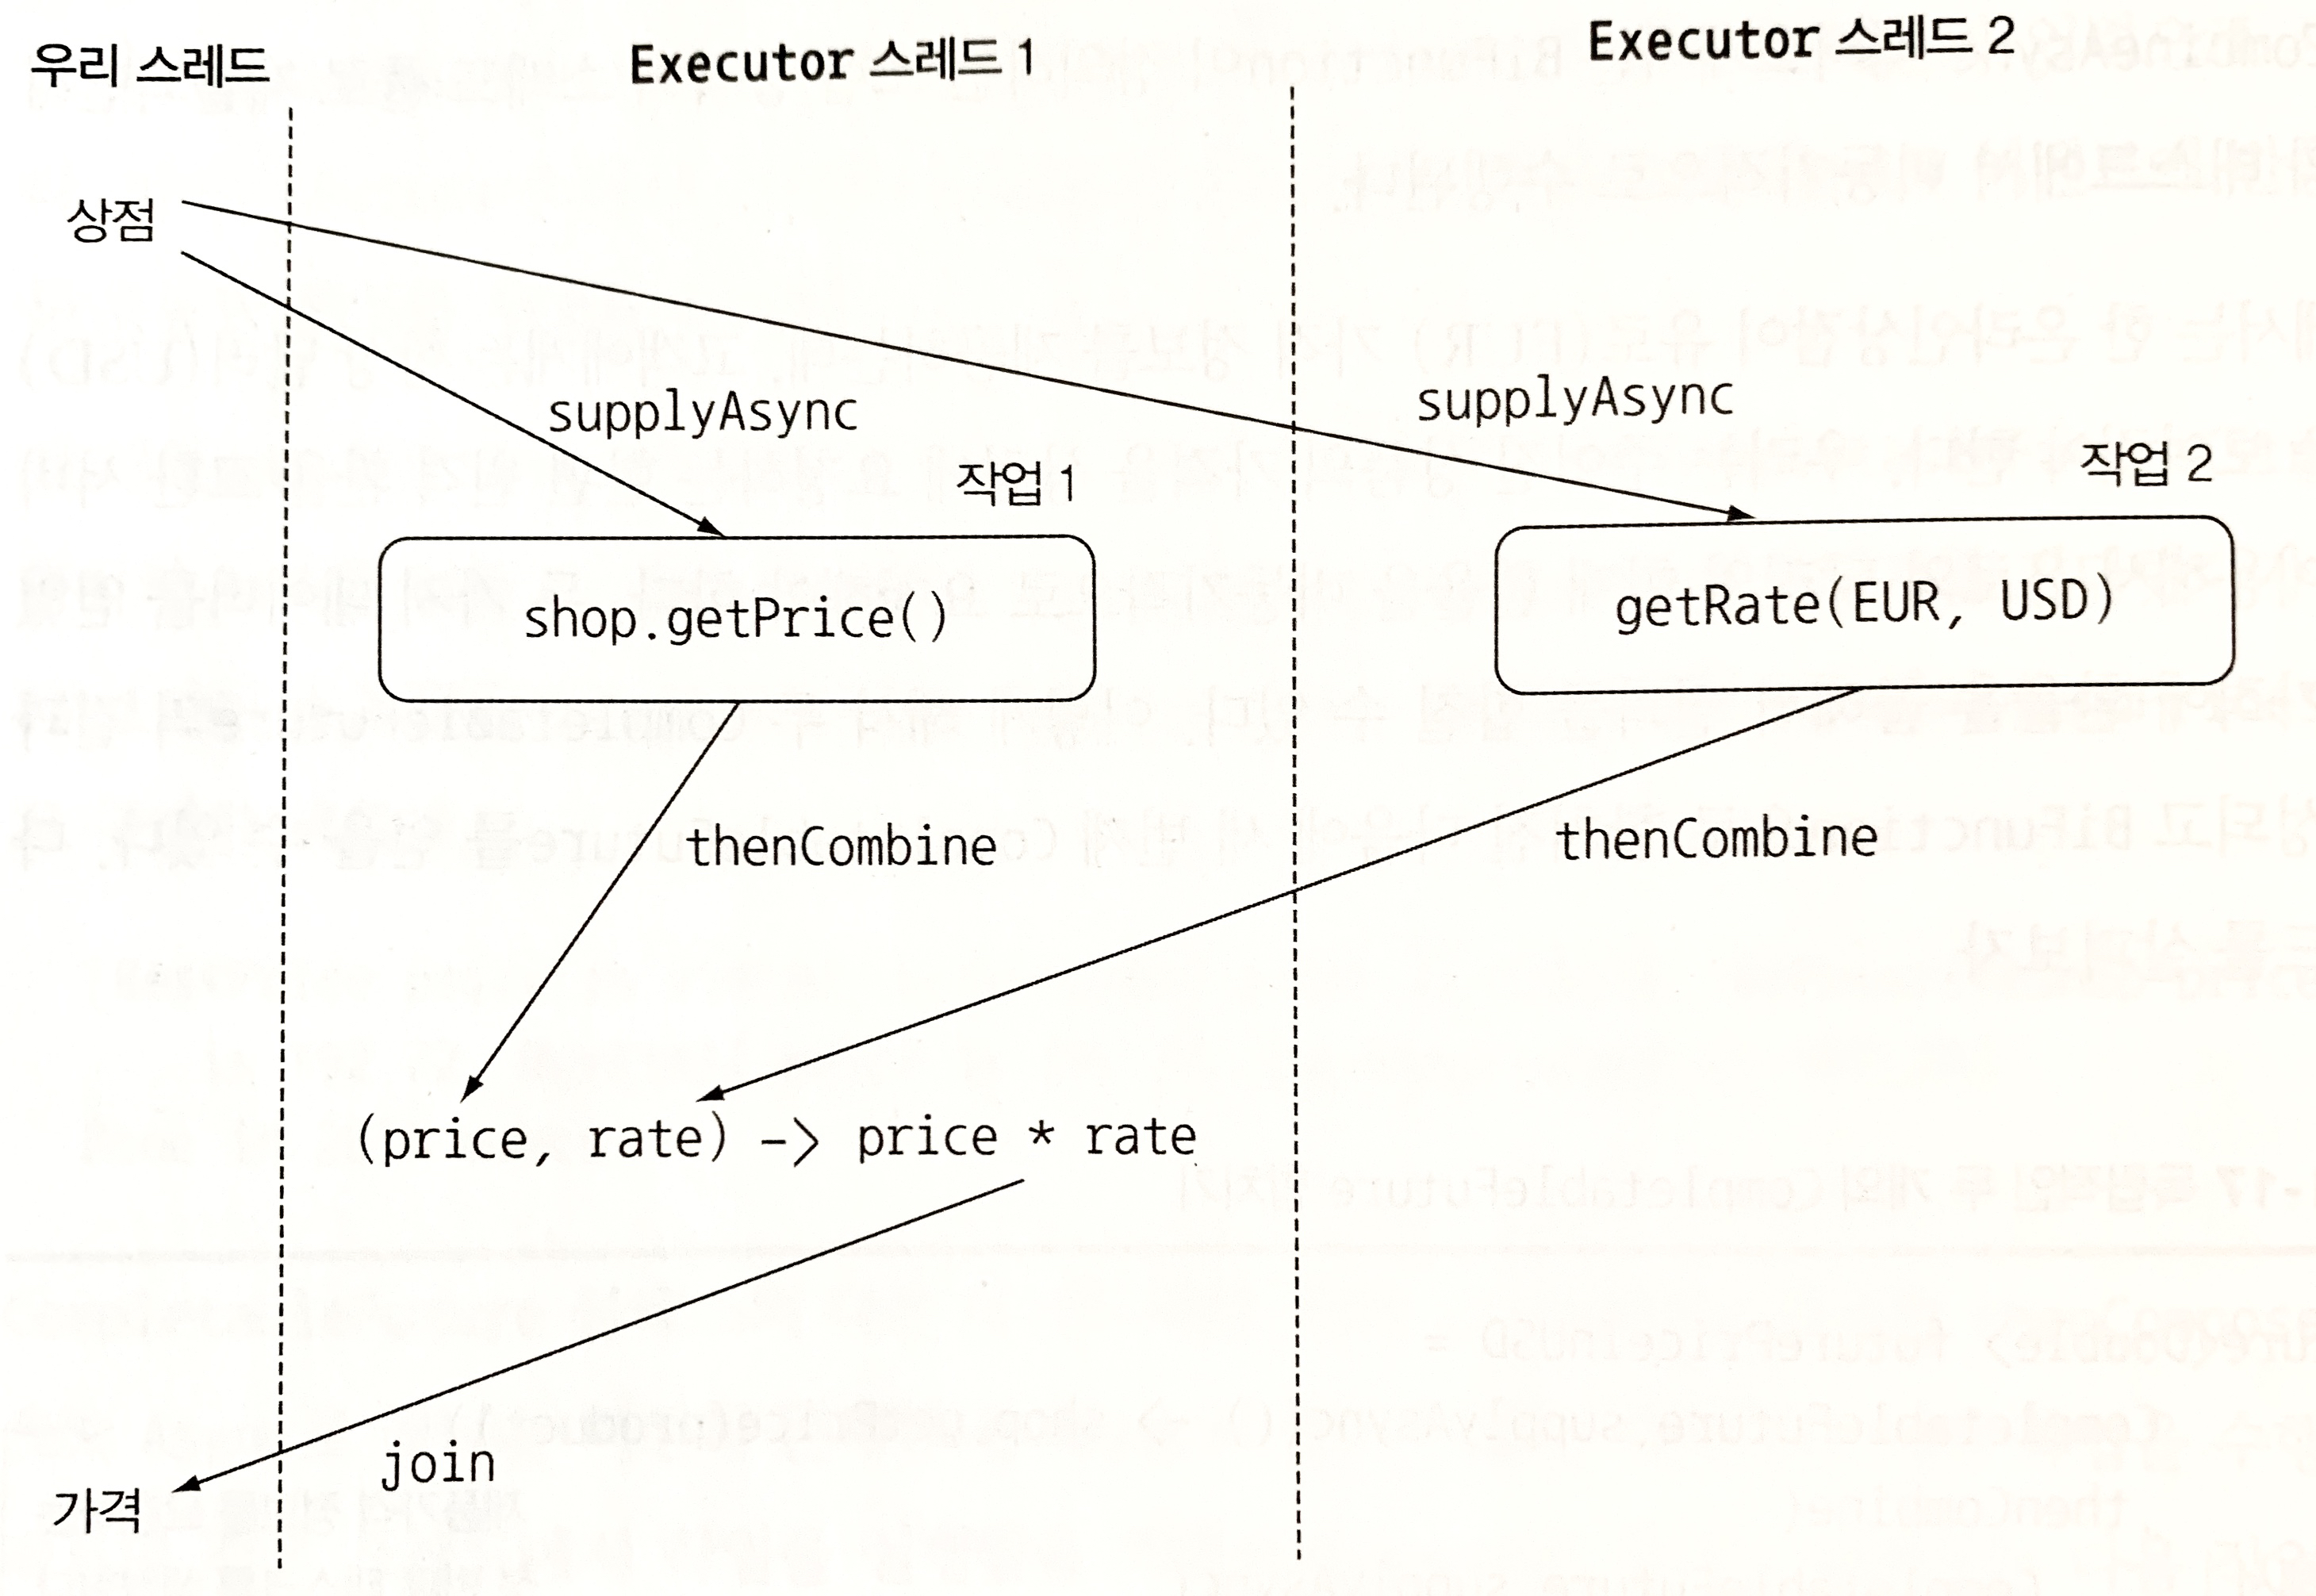 우리 스레드
Executor 스레드 1
Executor 스레드 2
상점
supplyAsync
supplyAsync
작업 1
작업 2
shop.getPrice()
getRate(EUR, USD)
thenCombine
thenCombine
(price, rate) -> price * rate
join
가격